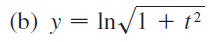 (b) y = ln√1 + t²